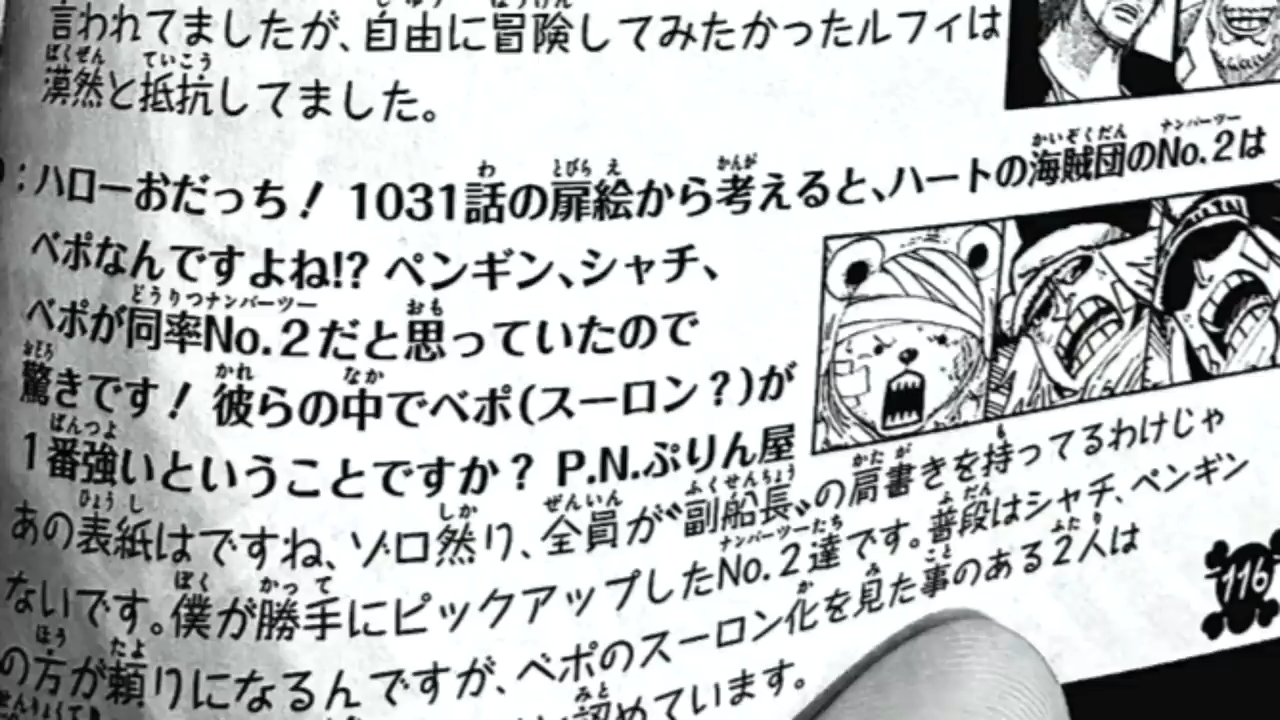 言われてましたが、自由に冒険してみたかったルフィは
漠然と抵抗してました。
：ハローおだっち！ 1031話の扉絵から考えると、ハートの海賊団のNo.2は
ベポなんですよね!? ペンギン、シャチ、
ベポが同率No.2だと思っていたので
驚きです！ 彼らの中でベポ(スーロン？)が
1番強いということですか？ P.N.ぷりん屋
あの表紙はですね、ゾロ然り、全員が“副船長”の肩書きを持ってるわけじゃ
ないです。僕が勝手にピックアップしたNo.2達です。普段はシャチ、ペンギン
の方が頼りになるんですが、ベポのスーロン化を見た事のある2人は
認めています。
116